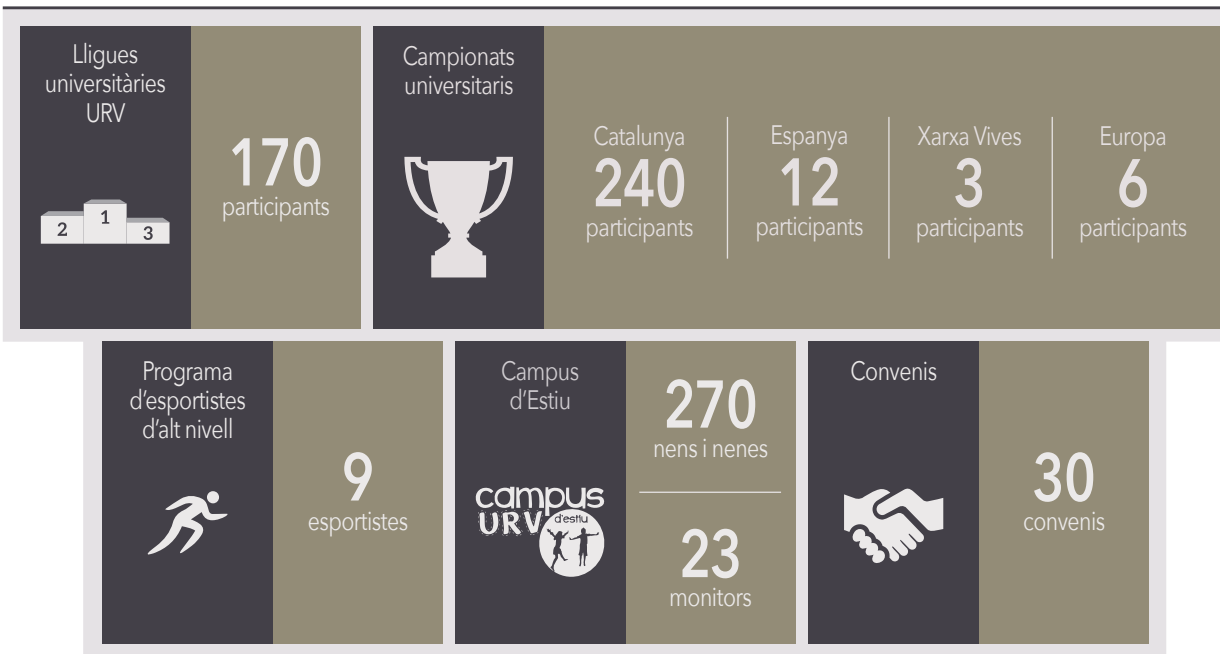 Lligues
universitàries
URV
2
1
3
170
participants
Campionats
universitaris
Catalunya
240
participants
Espanya
12
participants
Xarxa Vives
3
participants
Europa
6
participants
Programa
d'esportistes
d'alt nivell
9
esportistes
Campus
d'Estiu
campus
URV
d'estiu
270
nens i nenes
23
monitors
Convenis
30
convenis